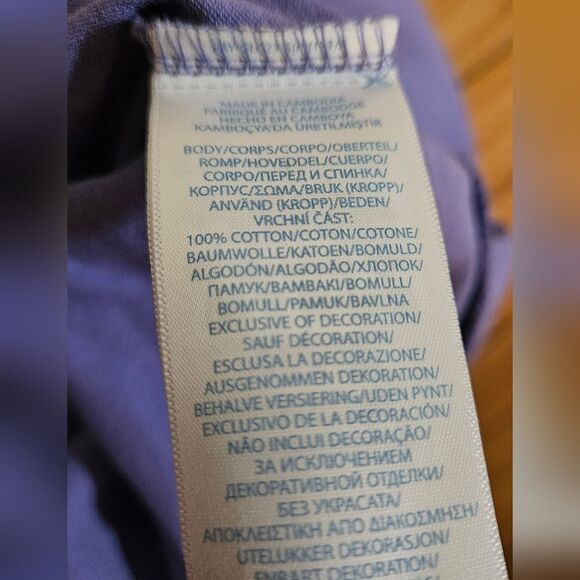 MADE IN CAMBODIA
FABRIQUÉ AU CAMBODGE
HECHO EN CAMBOYA
KAMBOÇYA'DA ÜRETILMIŞTIR
BODY/CORPS/CORPO/OBERTEIL/
ROMP/HOVEDDEL/CUERPO/
CORPO/ПЕРЕД И СПИНКА/
КОРПУС/ΣΩΜΑ/BRUK (KROPP)/
ANVÄND (KROPP)/BEDEN/
VRCHNÍ ČÁST:
100% COTTON/COTON/COTONE/
BAUMWOLLE/KATOEN/BOMULD/
ALGODÓN/ALGODÃO/ХЛОПОК/
ПАМУК/ΒΑΜΒΑΚΙ/BOMULL/
BOMULL/PAMUK/BAVLNA
EXCLUSIVE OF DECORATION/
SAUF DÉCORATION/
ESCLUSA LA DECORAZIONE/
AUSGENOMMEN DEKORATION/
BEHALVE VERSIERING/UDEN PYNT/
EXCLUSIVO DE LA DECORACIÓN/
NÃO INCLUI DECORAÇÃO/
ЗА ИСКЛЮЧЕНИЕМ
ДЕКОРАТИВНОЙ ОТДЕЛКИ/
БЕЗ УКРАСАТА/
ΑΠΟΚΛΕΙΣΤΙΚΗ ΑΠΟ ΔΙΑΚΟΣΜΗΣΗ/
UTELUKKER DEKORASJON/
ENBART DEKORATION/